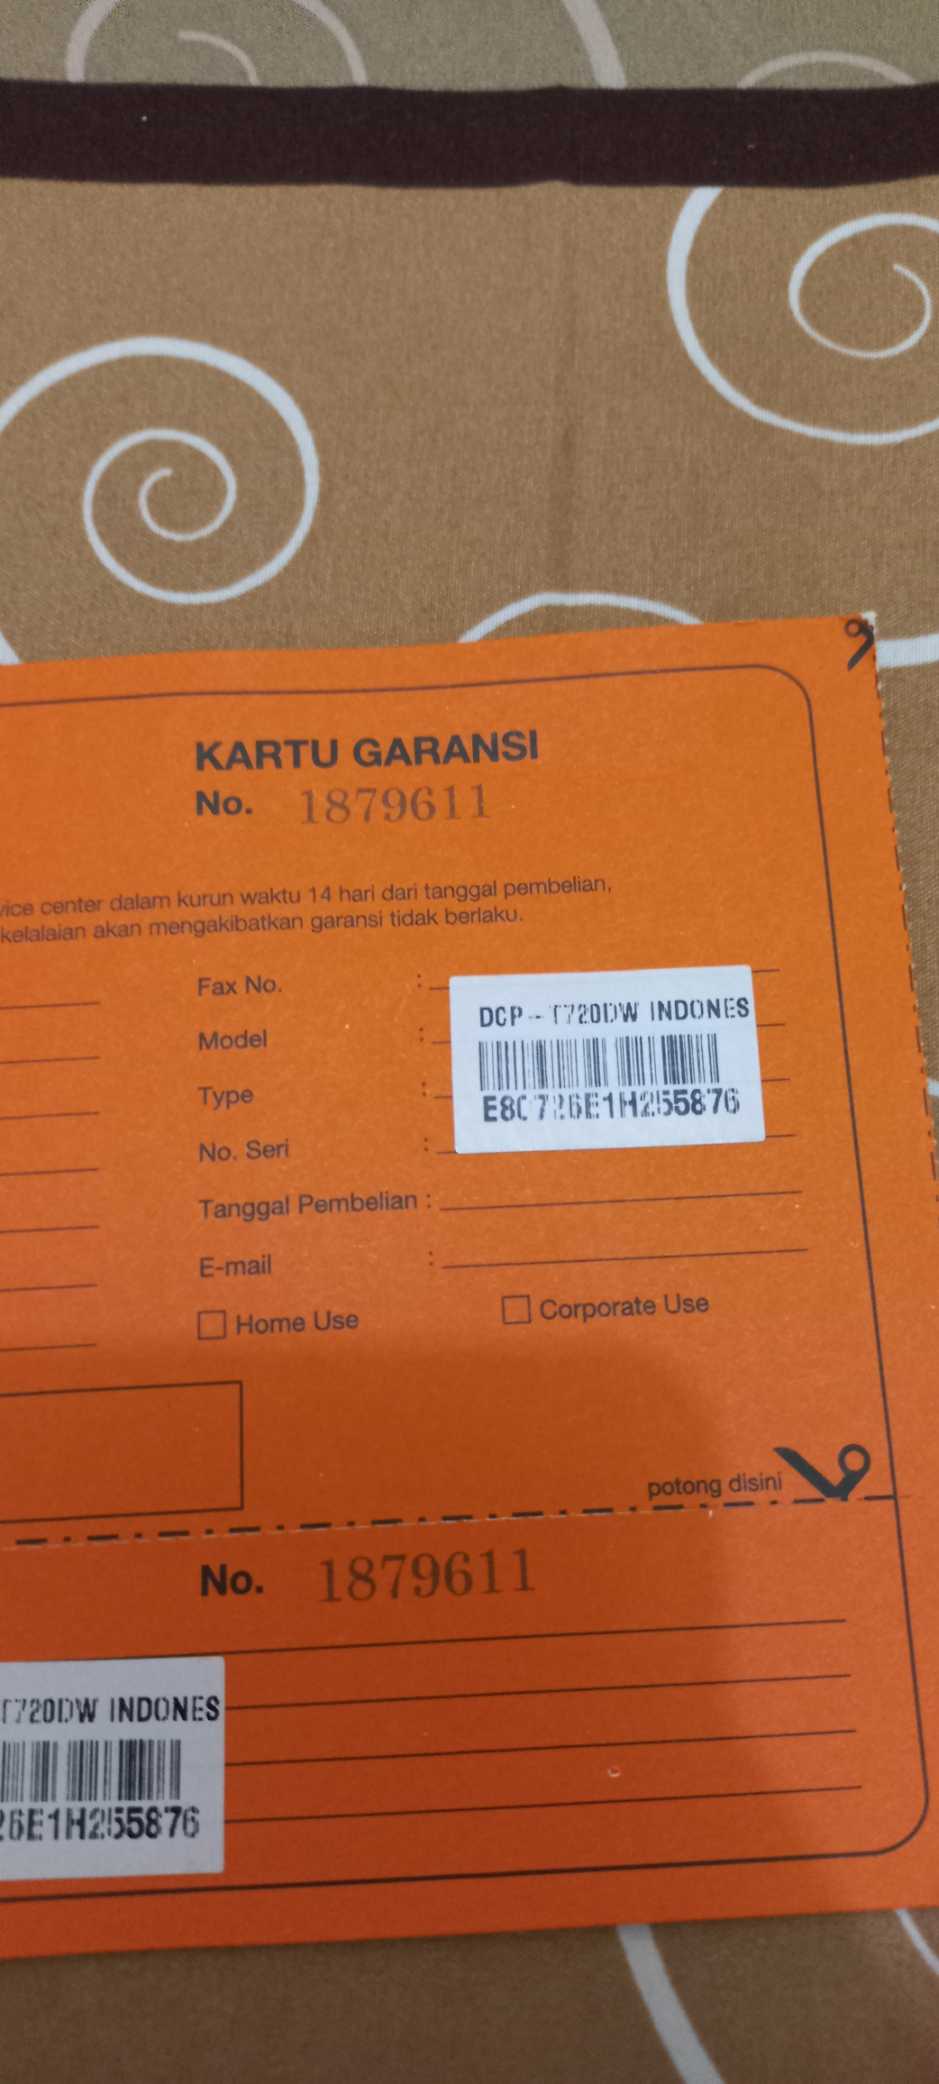 KARTU GARANSI
No. 1879611
vice center dalam kurun waktu 14 hari dari tanggal pembelian,
kelalaian akan mengakibatkan garansi tidak berlaku.
Fax No. :
DCP-T720DW INDONES
Model :
Type :
No. Seri :
Tanggal Pembelian :
E-mail :
Home Use
Corporate Use
potong disini
No. 1879611
T720DW INDONES
26E1H255876